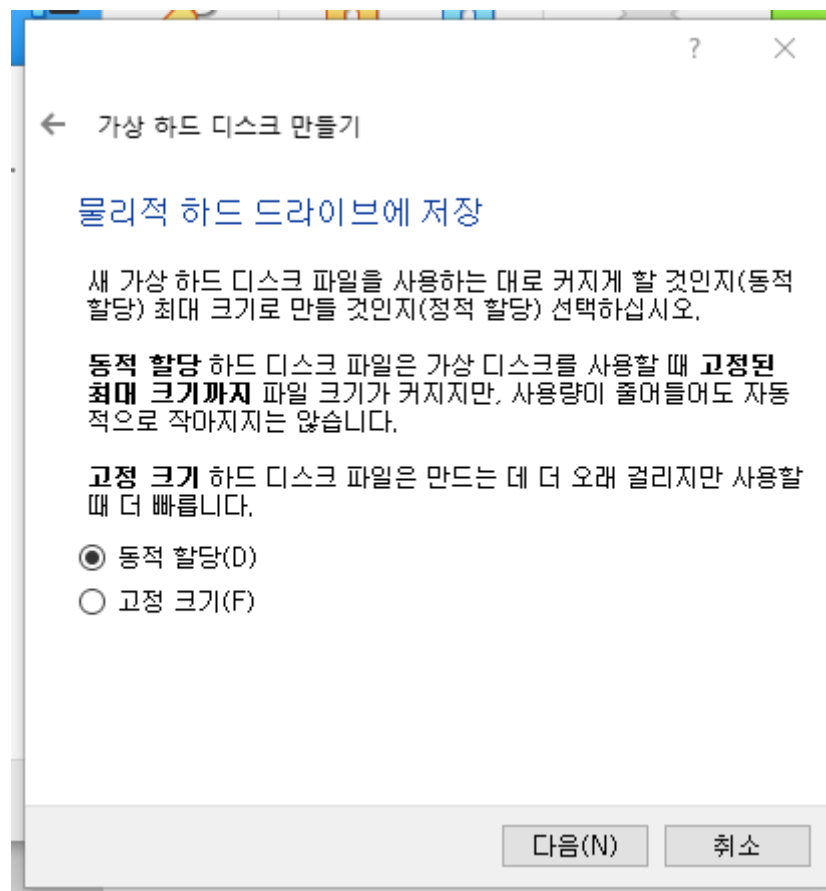 가상 하드 디스크 만들기
물리적 하드 드라이브에 저장
새 가상 하드 디스크 파일을 사용하는 대로 커지게 할 것인지(동적
할당) 최대 크기로 만들 것인지(정적 할당) 선택하십시오.
동적 할당 하드 디스크 파일은 가상 디스크를 사용할 때 고정된
최대 크기까지 파일 크기가 커지지만, 사용량이 줄어들어도 자동
적으로 작아지지는 않습니다.
고정 크기 하드 디스크 파일은 만드는 데 더 오래 걸리지만 사용할
때 더 빠릅니다.
동적 할당(D)
고정 크기(F)
다음(N) 취소